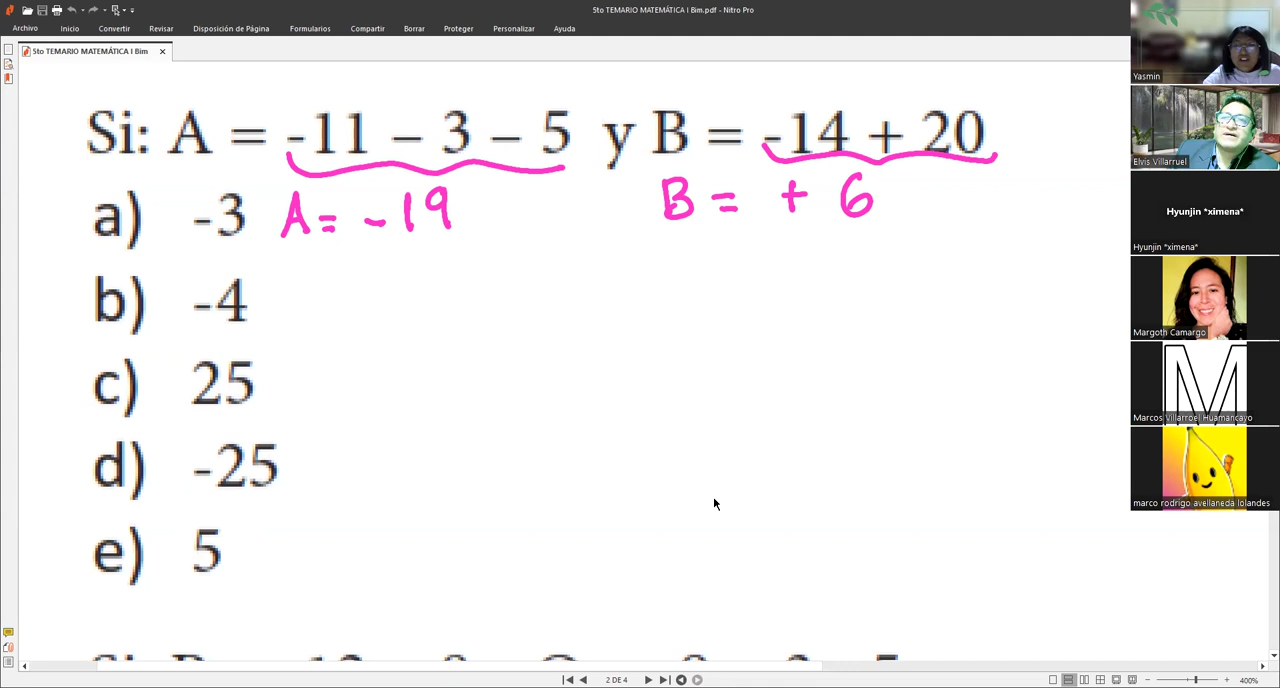 5to TEMARIO MATEMÁTICA I Bim.pdf - Nitro Pro
Archivo Inicio Convertir Revisar Disposición de Página Formularios Compartir Borrar Proteger Personalizar Ayuda
5to TEMARIO MATEMÁTICA I Bim
Yasmin
Si: A = -11 – 3 – 5 y B = -14 + 20
Elvis Villarruel
A = -19 B = + 6
a) -3
Hyunjin *ximena*
Hyunjin *ximena*
b) -4
Margoth Camargo
c) 25
M
Marcos Villarroel Huamancayo
d) -25
marco rodrigo avellaneda lolandes
e) 5
2 DE 4
400%